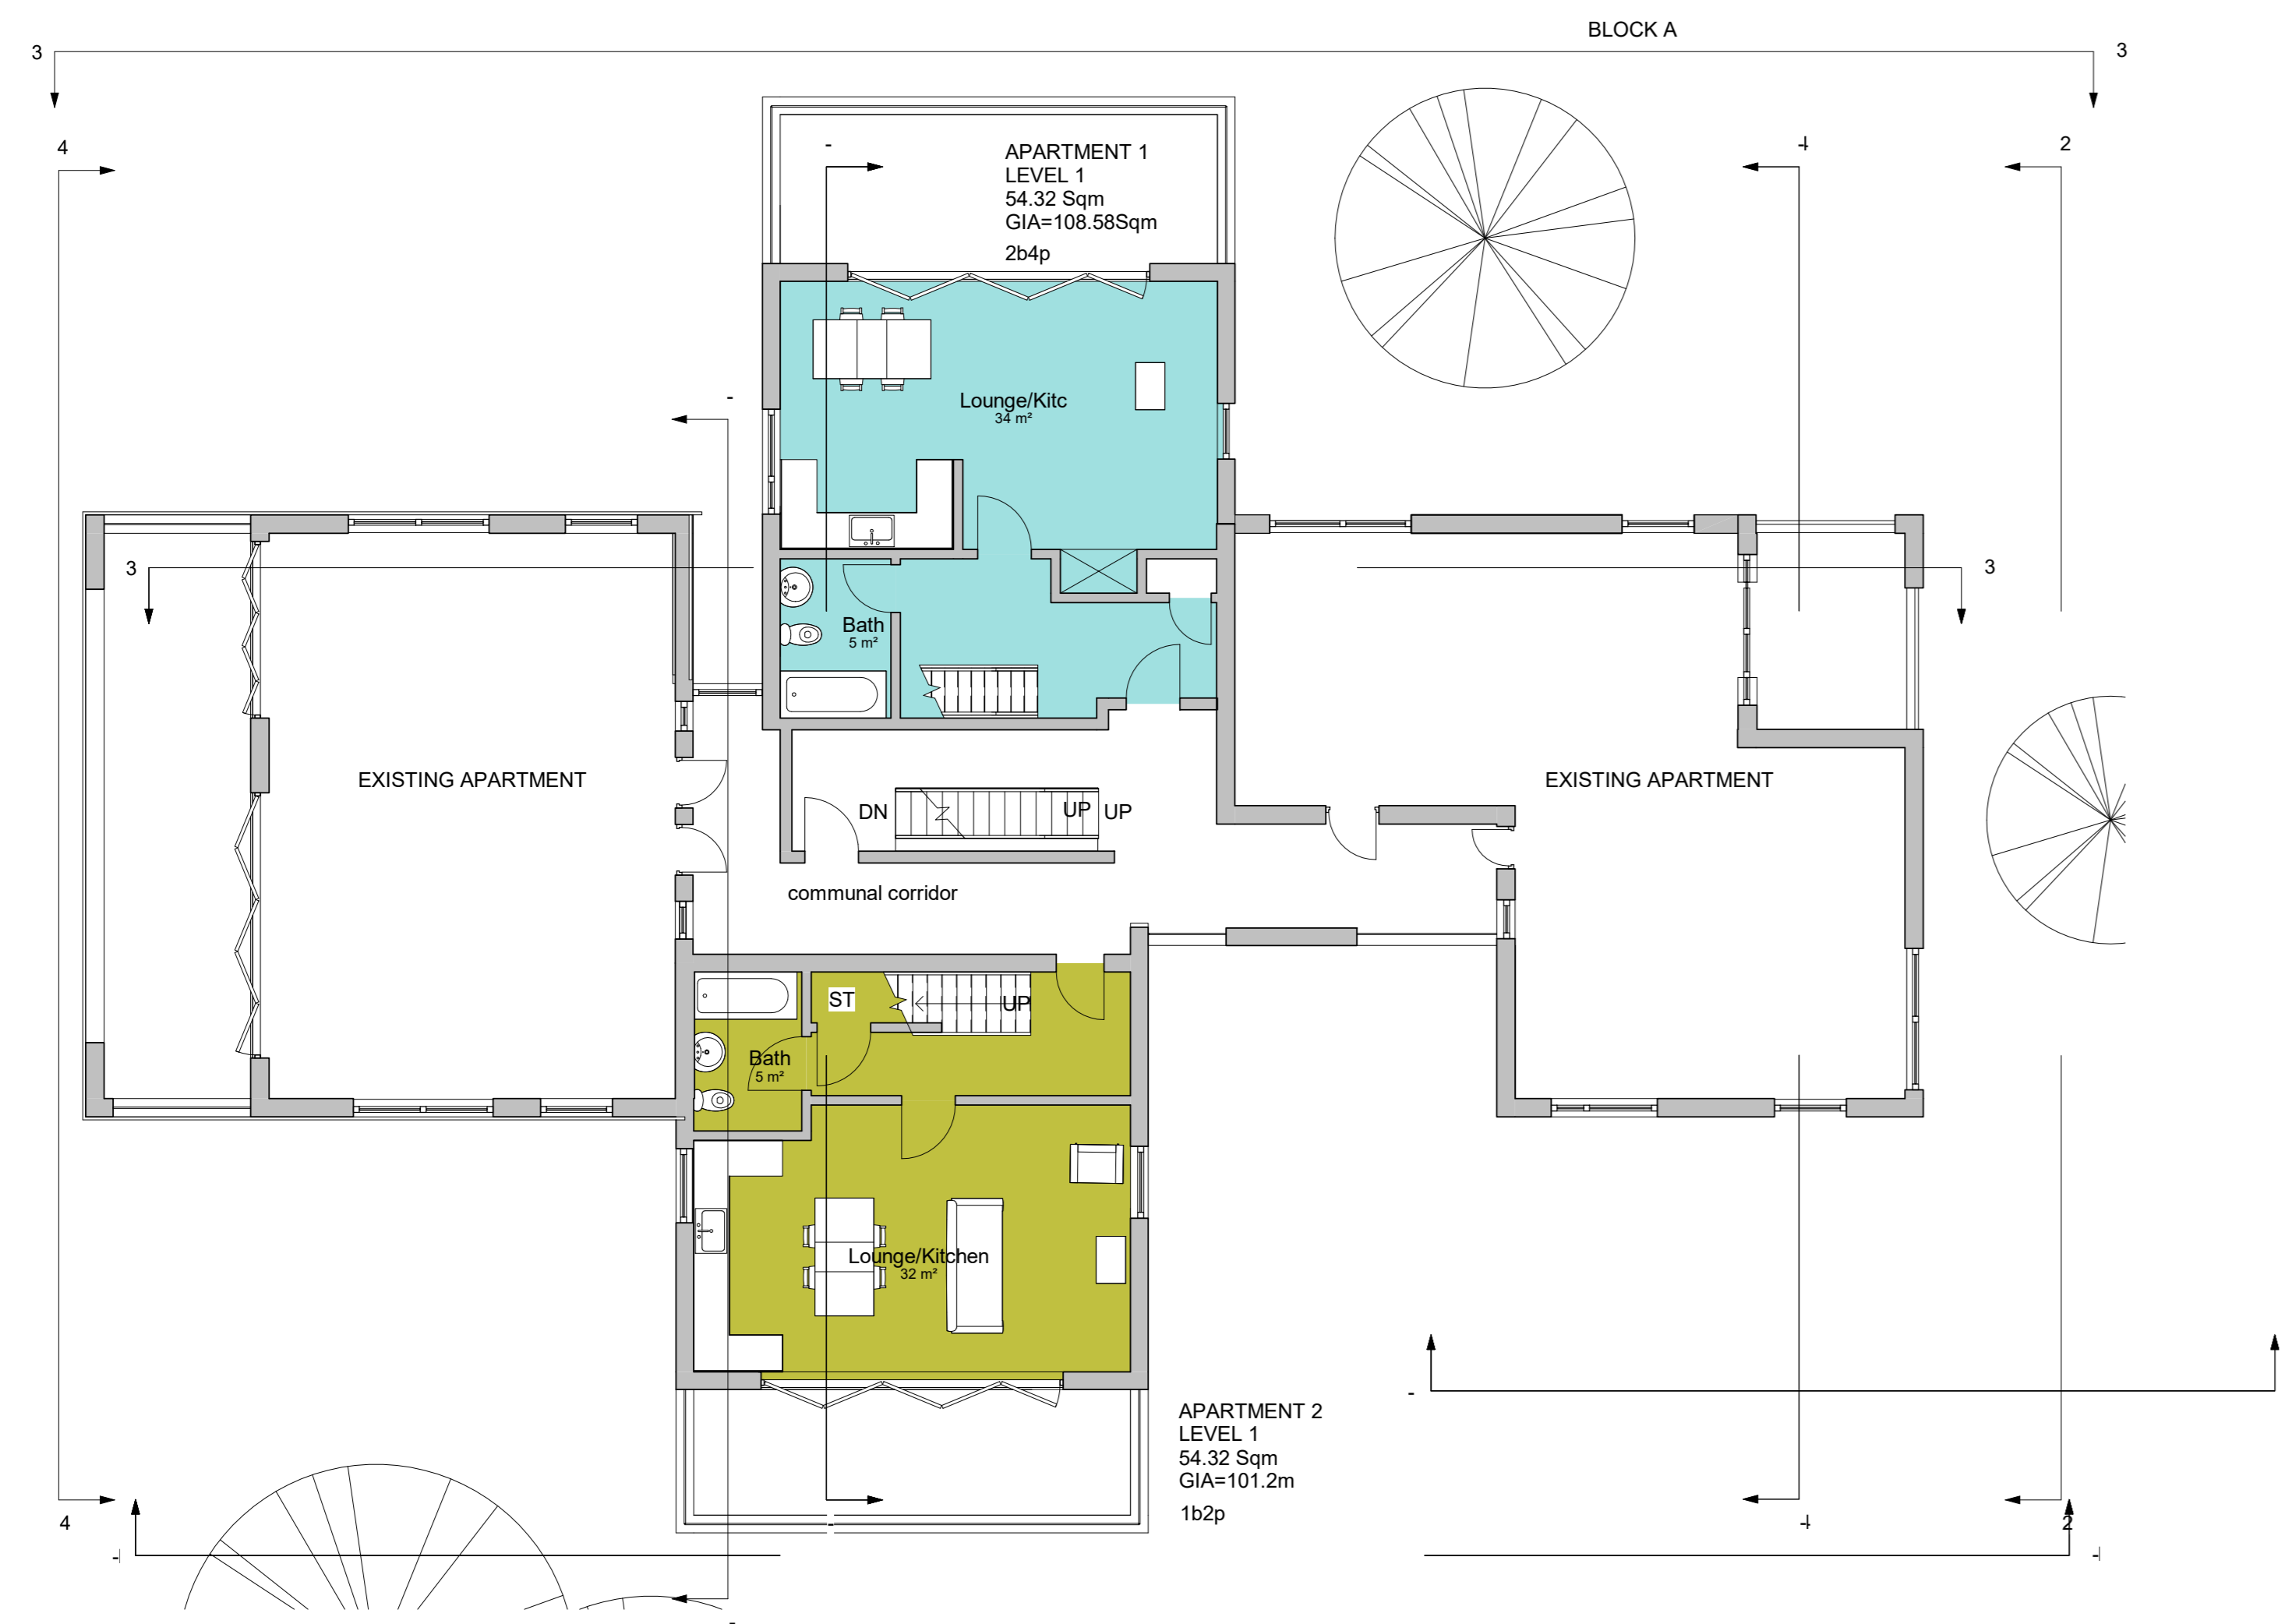 BLOCK A
3
3
4
-
-
2
APARTMENT 1
LEVEL 1
54.32 Sqm
GIA=108.58Sqm
2b4p
-
Lounge/Kitc
34 m²
3
3
Bath
5 m²
EXISTING APARTMENT
EXISTING APARTMENT
DN
UP
UP
communal corridor
ST
UP
Bath
5 m²
Lounge/Kitchen
32 m²
-
APARTMENT 2
LEVEL 1
54.32 Sqm
GIA=101.2m
1b2p
4
-
-
2
-
-
-